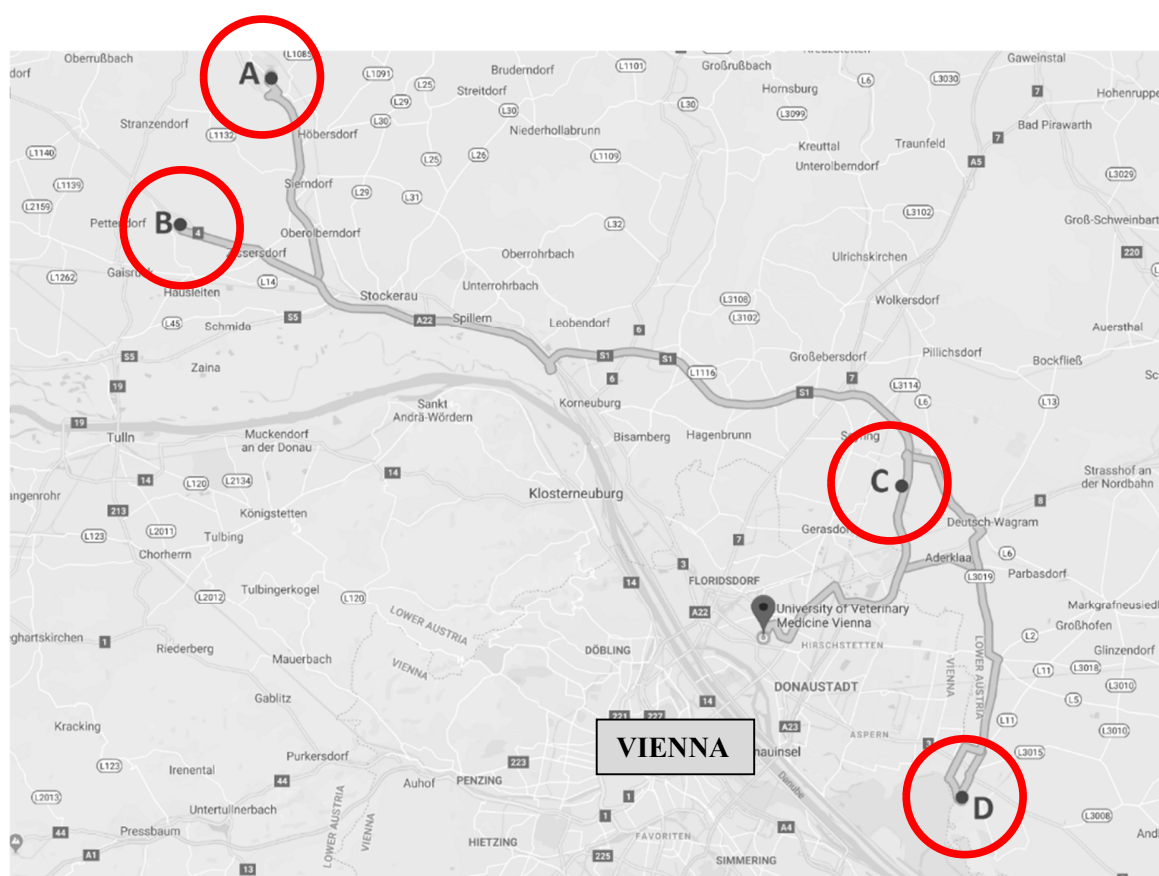 Oberrußbach
L1085
dorf
A
L1091
L25
Bruderndorf
L1101
Großrußbach
L6
L3030
Gaweinstal
7
Streitdorf
Hornsburg
Hohenruppe
L29
L30
L30
L3099
Stranzendorf
L1132
Höbersdorf
L30
Niederhollabrunn
Kreuttal
Traunfeld
7
Bad Pirawarth
L1140
L25
L26
L1109
Unterolberndorf
A5
L1139
Sierndorf
L29
L31
L3029
L2159
Pettendorf
B
4
L32
L3102
Groß-Schweinbart
Oberolberndorf
Oberrohrbach
Ulrichskirchen
220
L1262
Gaisruck
L14
Hausleiten
Stockerau
Unterrohrbach
L3108
Wolkersdorf
L45
Schmida
S5
A22
Spillern
Leobendorf
6
L3102
Auersthal
S5
Zaina
S1
S1
Großebersdorf
Pillichsdorf
Bockfließ
19
6
L1116
7
L3114
S1
L6
L13
Sankt
Andrä-Wördern
Korneuburg
19
Tulln
Muckendorf
an der Donau
Bisamberg
Hagenbrunn
14
14
C
Strasshof an
der Nordbahn
L120
L2134
Klosterneuburg
angenrohr
213
Königstetten
8
L123
L2011
Tulbing
7
Deutsch-Wagram
Chorherrn
3
Aderklaa
L6
14
FLORIDSDORF
L3019
Parbasdorf
Tulbingerkogel
L2012
L120
A22
University of Veterinary
Medicine Vienna
Markgrafneusiedl
Großhofen
LOWER AUSTRIA
VIENNA
eghartskirchen
1
Riederberg
DÖBLING
HIRSCHSTETTEN
L2
Glinzendorf
Mauerbach
L11
L3018
L3010
VIENNA
LOWER AUSTRIA
Gablitz
14
DONAUSTADT
L5
Kracking
221
227
A23
L11
L3010
ASPERN
3
VIENNA
L3015
Purkersdorf
223
L123
Irenental
44
Auhof
PENZING
Danube
L2013
Untertullnerbach
1
D
L3008
44
Pressbaum
LOWER AUSTRIA
VIENNA
1
HIETZING
FAVORITEN
A4
A1
13
225
SIMMERING